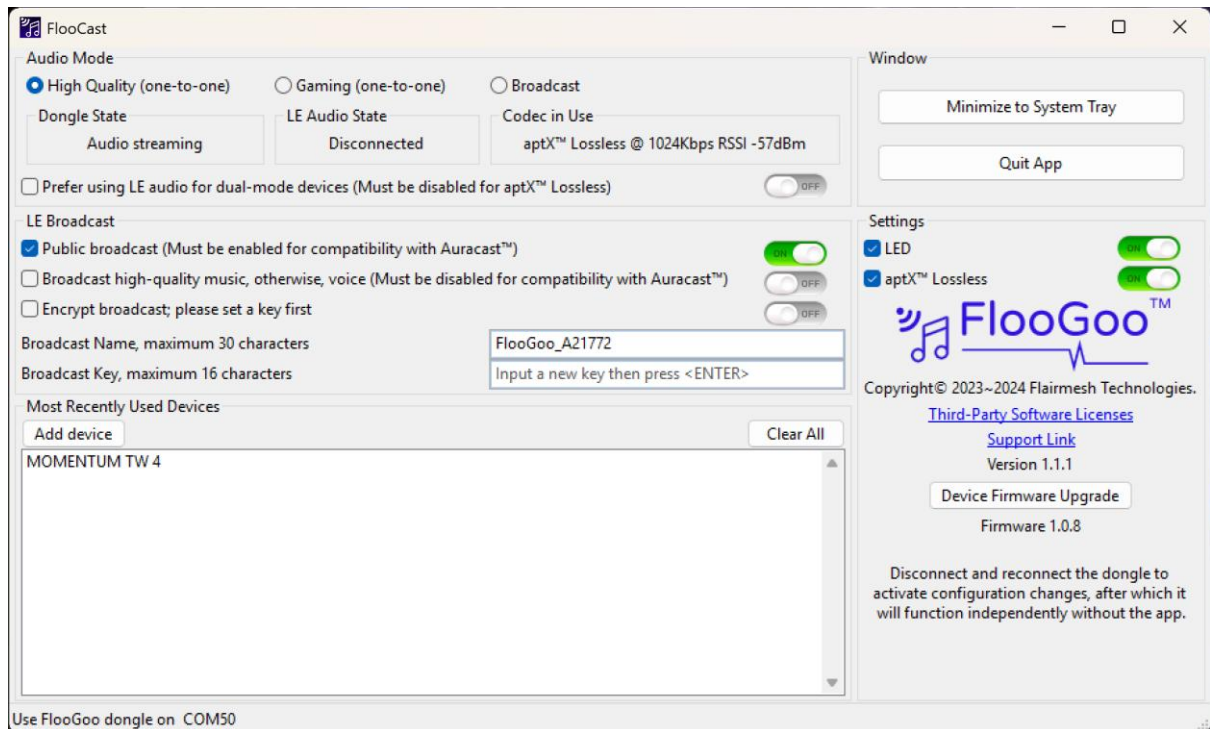 FlooCast
Audio Mode
High Quality (one-to-one)
Gaming (one-to-one)
Broadcast
Dongle State
Audio streaming
LE Audio State
Disconnected
Codec in Use
aptX™ Lossless @ 1024Kbps RSSI -57dBm
Prefer using LE audio for dual-mode devices (Must be disabled for aptX™ Lossless)
OFF
LE Broadcast
Public broadcast (Must be enabled for compatibility with Auracast™)
ON
Broadcast high-quality music, otherwise, voice (Must be disabled for compatibility with Auracast™)
OFF
Encrypt broadcast; please set a key first
OFF
Broadcast Name, maximum 30 characters
FlooGoo_A21772
Broadcast Key, maximum 16 characters
Input a new key then press <ENTER>
Most Recently Used Devices
Add device
Clear All
MOMENTUM TW 4
Window
Minimize to System Tray
Quit App
Settings
LED
ON
aptX™ Lossless
ON
FlooGoo™
Copyright© 2023~2024 Flairmesh Technologies.
Third-Party Software Licenses
Support Link
Version 1.1.1
Device Firmware Upgrade
Firmware 1.0.8
Disconnect and reconnect the dongle to
activate configuration changes, after which it
will function independently without the app.
Use FlooGoo dongle on  COM50